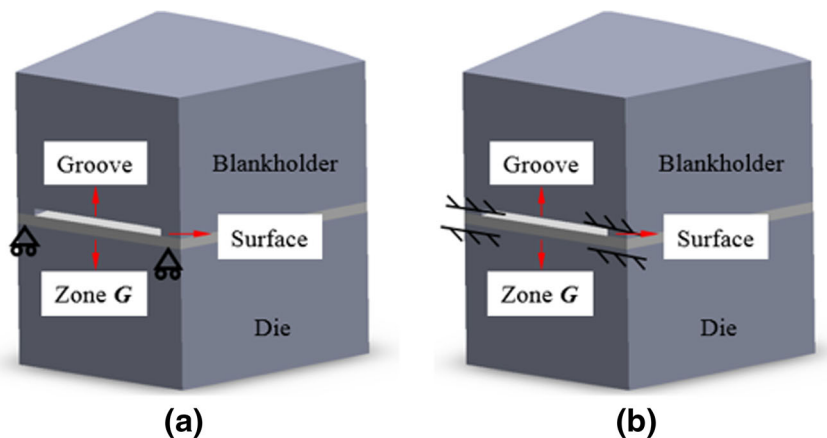 Groove
Blankholder
Surface
Zone G
Die
(a)
Groove
Blankholder
Surface
Zone G
Die
(b)